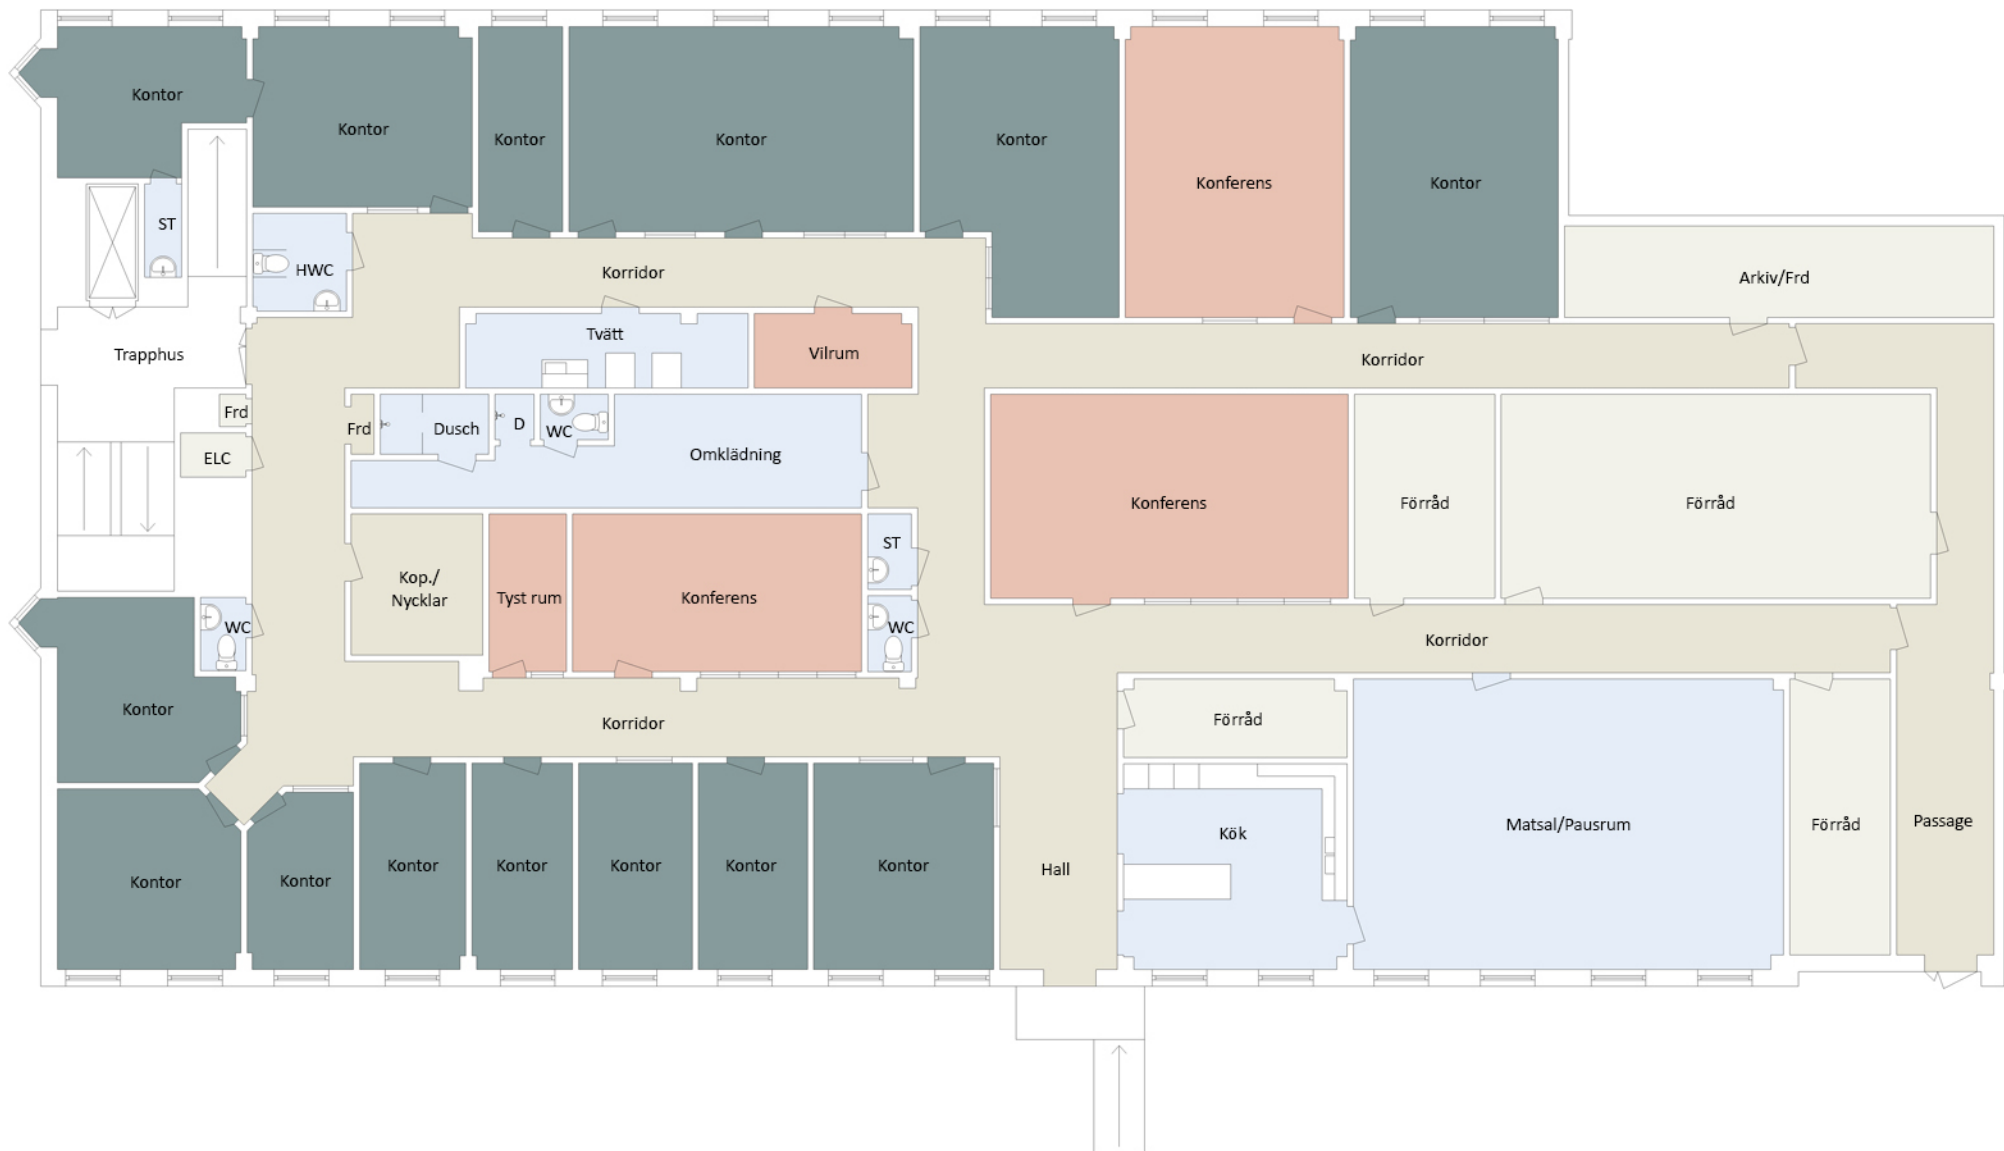 Kontor
Kontor
Kontor
Kontor
Kontor
Konferens
Kontor
ST
HWC
Korridor
Arkiv/Frd
Trapphus
Tvätt
Vilrum
Korridor
Frd
Frd
Dusch
D
WC
ELC
Omklädning
Konferens
Förråd
Förråd
ST
Kop./
Nycklar
Tyst rum
Konferens
WC
WC
Korridor
Kontor
Korridor
Förråd
Kontor
Kontor
Kontor
Kontor
Kontor
Kontor
Kontor
Hall
Kök
Matsal/Pausrum
Förråd
Passage